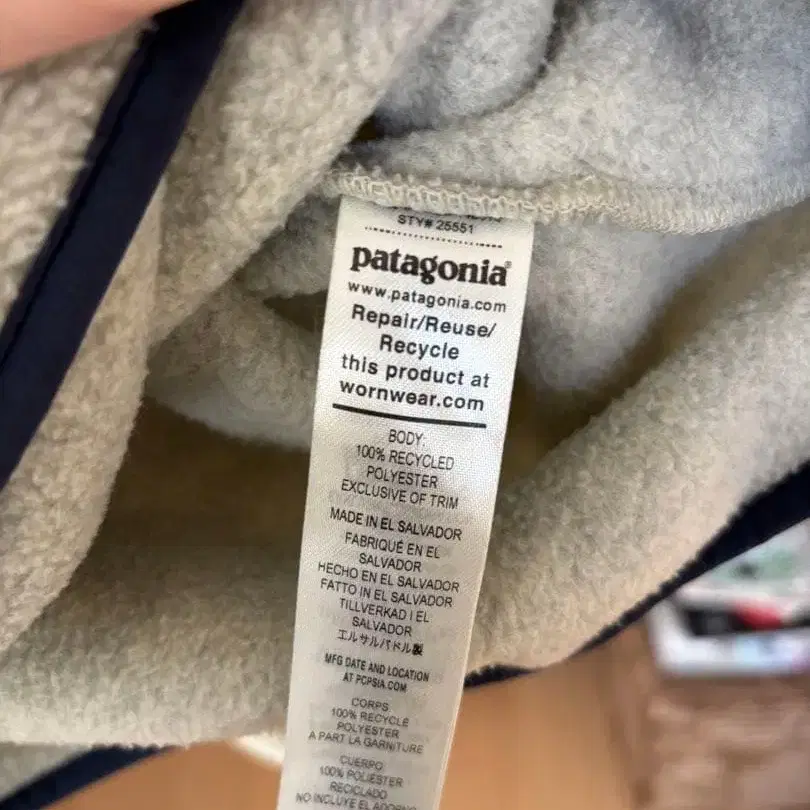 STY# 25551
patagonia®
www.patagonia.com
Repair/Reuse/
Recycle
this product at
wornwear.com
BODY:
100% RECYCLED
POLYESTER
EXCLUSIVE OF TRIM
MADE IN EL SALVADOR
FABRIQUÉ EN EL
SALVADOR
HECHO EN EL SALVADOR
FATTO IN EL SALVADOR
TILLVERKAD I EL
SALVADOR
エルサルバドル製
MFG DATE AND LOCATION
AT PCPSIA.COM
CORPS
100% RECYCLÉ
POLYESTER
A PART LA GARNITURE
CUERPO
100% POLIESTER
RECICLADO
NO INCLUYE EL ADORNO